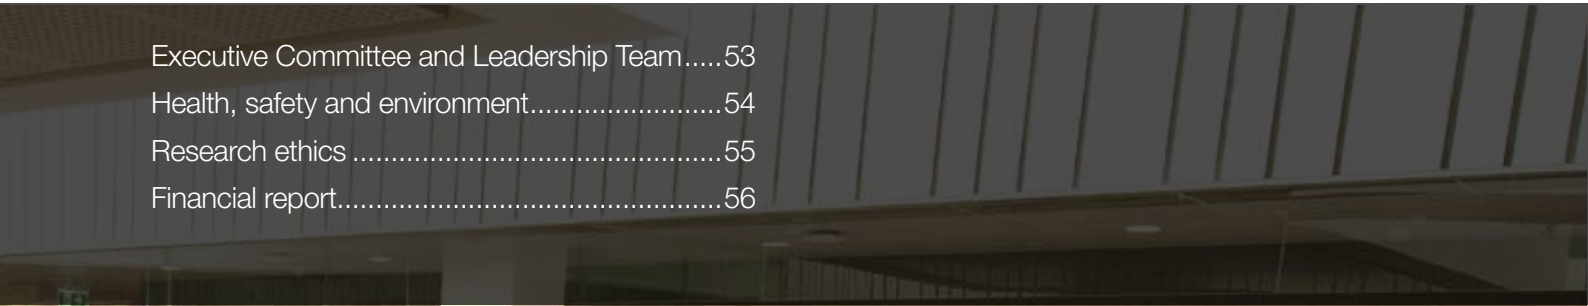 Executive Committee and Leadership Team.....53
Health, safety and environment.........................54
Research ethics ................................................55
Financial report..................................................56